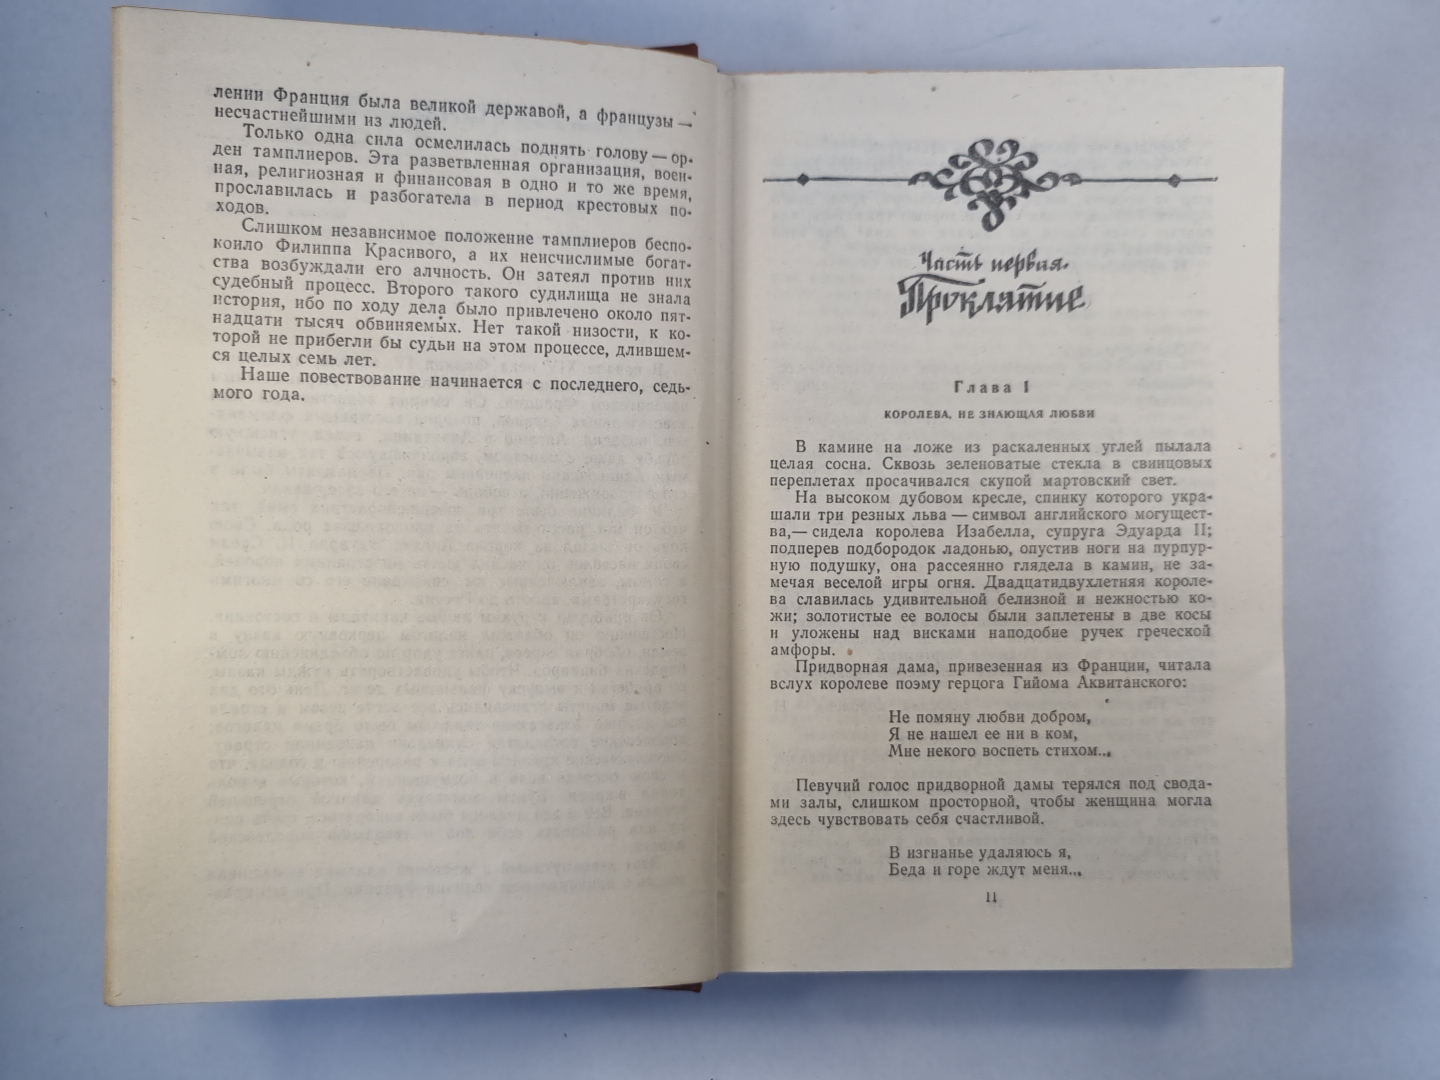 лении Франция была великой державой, а французы —
несчастнейшими из людей.
Только одна сила осмелилась поднять голову — ор-
ден тамплиеров. Эта разветвленная организация, воен-
ная, религиозная и финансовая в одно и то же время,
прославилась и разбогатела в период крестовых по-
ходов.
Слишком независимое положение тамплиеров беспо-
коило Филиппа Красивого, а их неисчислимые богат-
ства возбуждали его алчность. Он затеял против них
судебный процесс. Второго такого судилища не знала
история, ибо по ходу дела было привлечено около пят-
надцати тысяч обвиняемых. Нет такой низости, к ко-
торой не прибегли бы судьи на этом процессе, длившем-
ся целых семь лет.
Наше повествование начинается с последнего, седь-
мого года.
Часть первая.
Проклятие
Глава I
КОРОЛЕВА, НЕ ЗНАЮЩАЯ ЛЮБВИ
В камине на ложе из раскаленных углей пылала
целая сосна. Сквозь зеленоватые стекла в свинцовых
переплетах просачивался скупой мартовский свет.
На высоком дубовом кресле, спинку которого укра-
шали три резных льва — символ английского могущест-
ва,— сидела королева Изабелла, супруга Эдуарда II;
подперев подбородок ладонью, опустив ноги на пурпур-
ную подушку, она рассеянно глядела в камин, не за-
мечая веселой игры огня. Двадцатидвухлетняя короле-
ва славилась удивительной белизной и нежностью ко-
жи; золотистые ее волосы были заплетены в две косы
и уложены над висками наподобие ручек греческой
амфоры.
Придворная дама, привезенная из Франции, читала
вслух королеве поэму герцога Гийома Аквитанского:
Не помяну любви добром,
Я не нашел ее ни в ком,
Мне некого воспеть стихом...
Певучий голос придворной дамы терялся под свода-
ми залы, слишком просторной, чтобы женщина могла
здесь чувствовать себя счастливой.
В изгнанье удаляюсь я,
Беда и горе ждут меня...
11